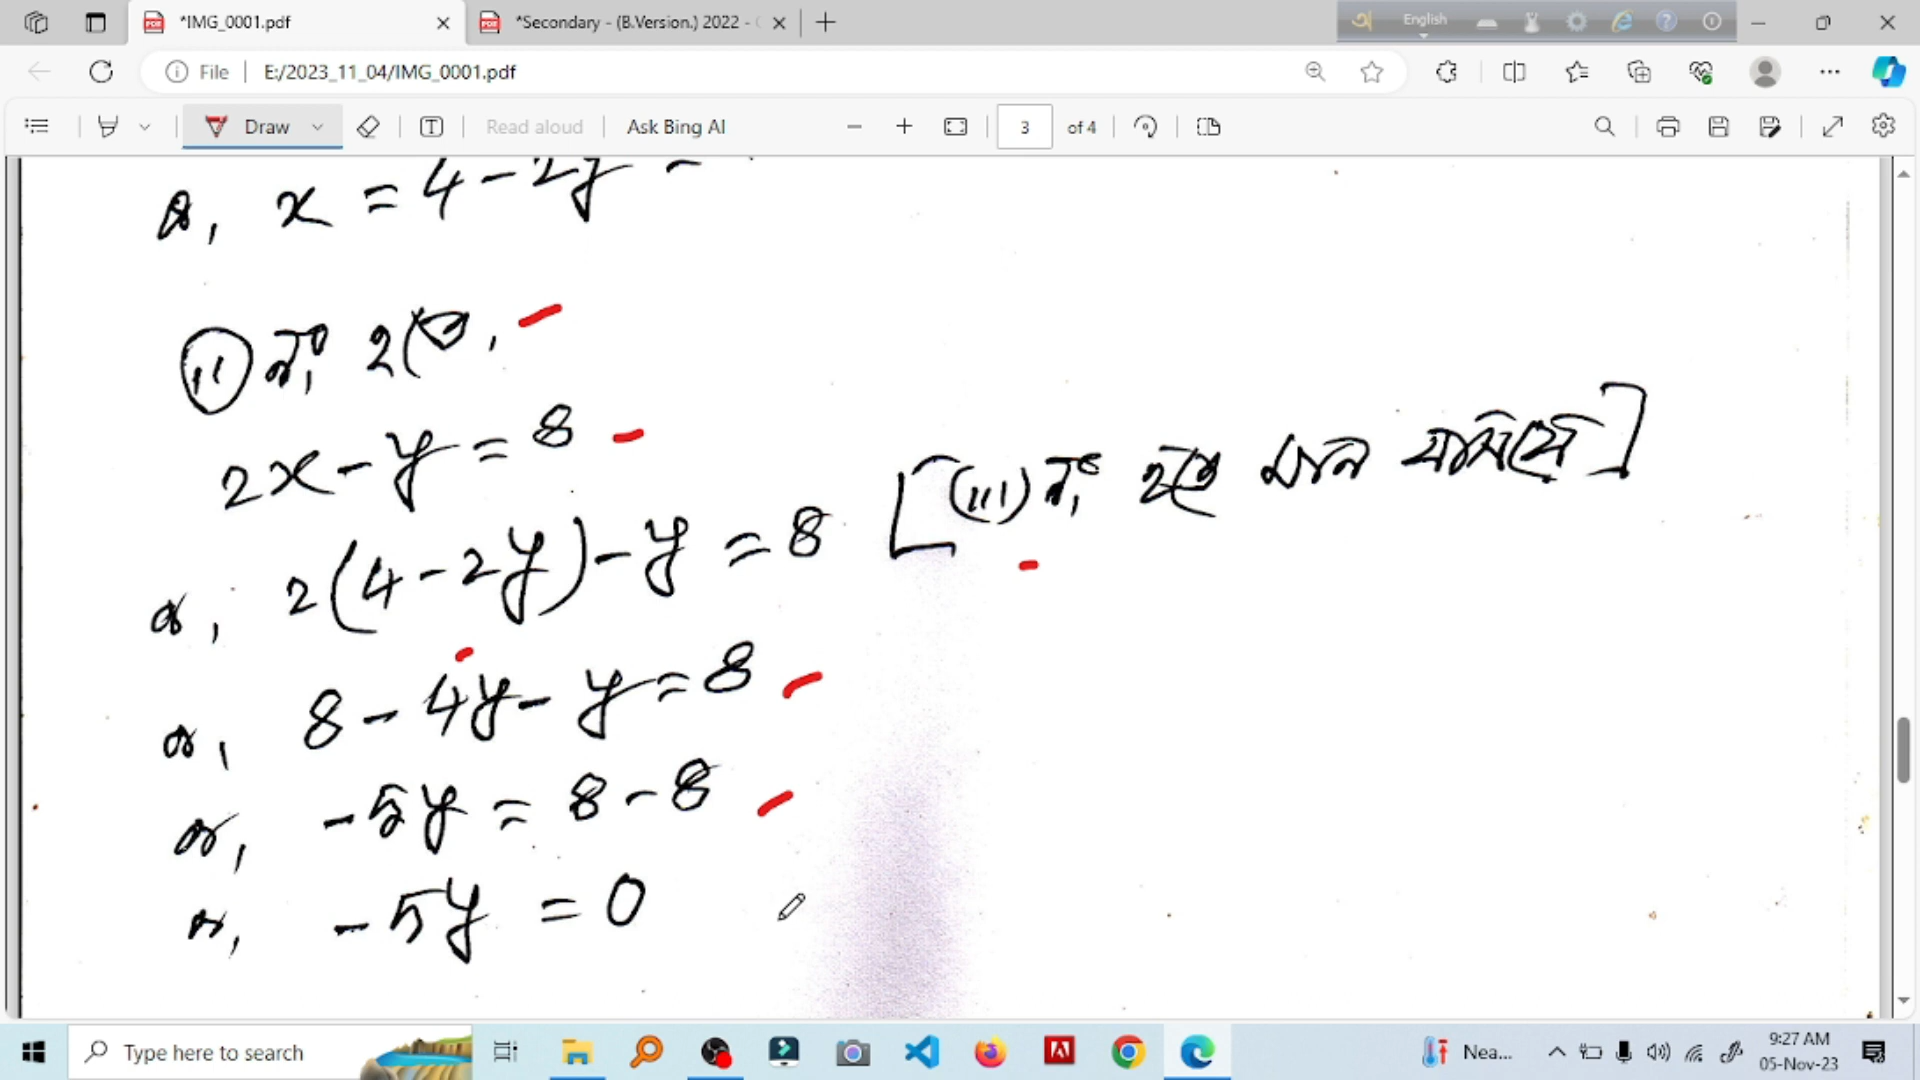 *IMG_0001.pdf
*Secondary - (B.Version.) 2022 -
English
File
E:/2023_11_04/IMG_0001.pdf
Draw
Read aloud
Ask Bing AI
3
of 4
বা, x = 4 - 2y -
(ii) নং হতে,
2x - y = 8
বা, 2(4 - 2y) - y = 8 [(iii) নং হতে মান বসিয়ে]
বা, 8 - 4y - y = 8
বা, -5y = 8 - 8
বা, -5y = 0
Type here to search
Nea...
9:27 AM
05-Nov-23